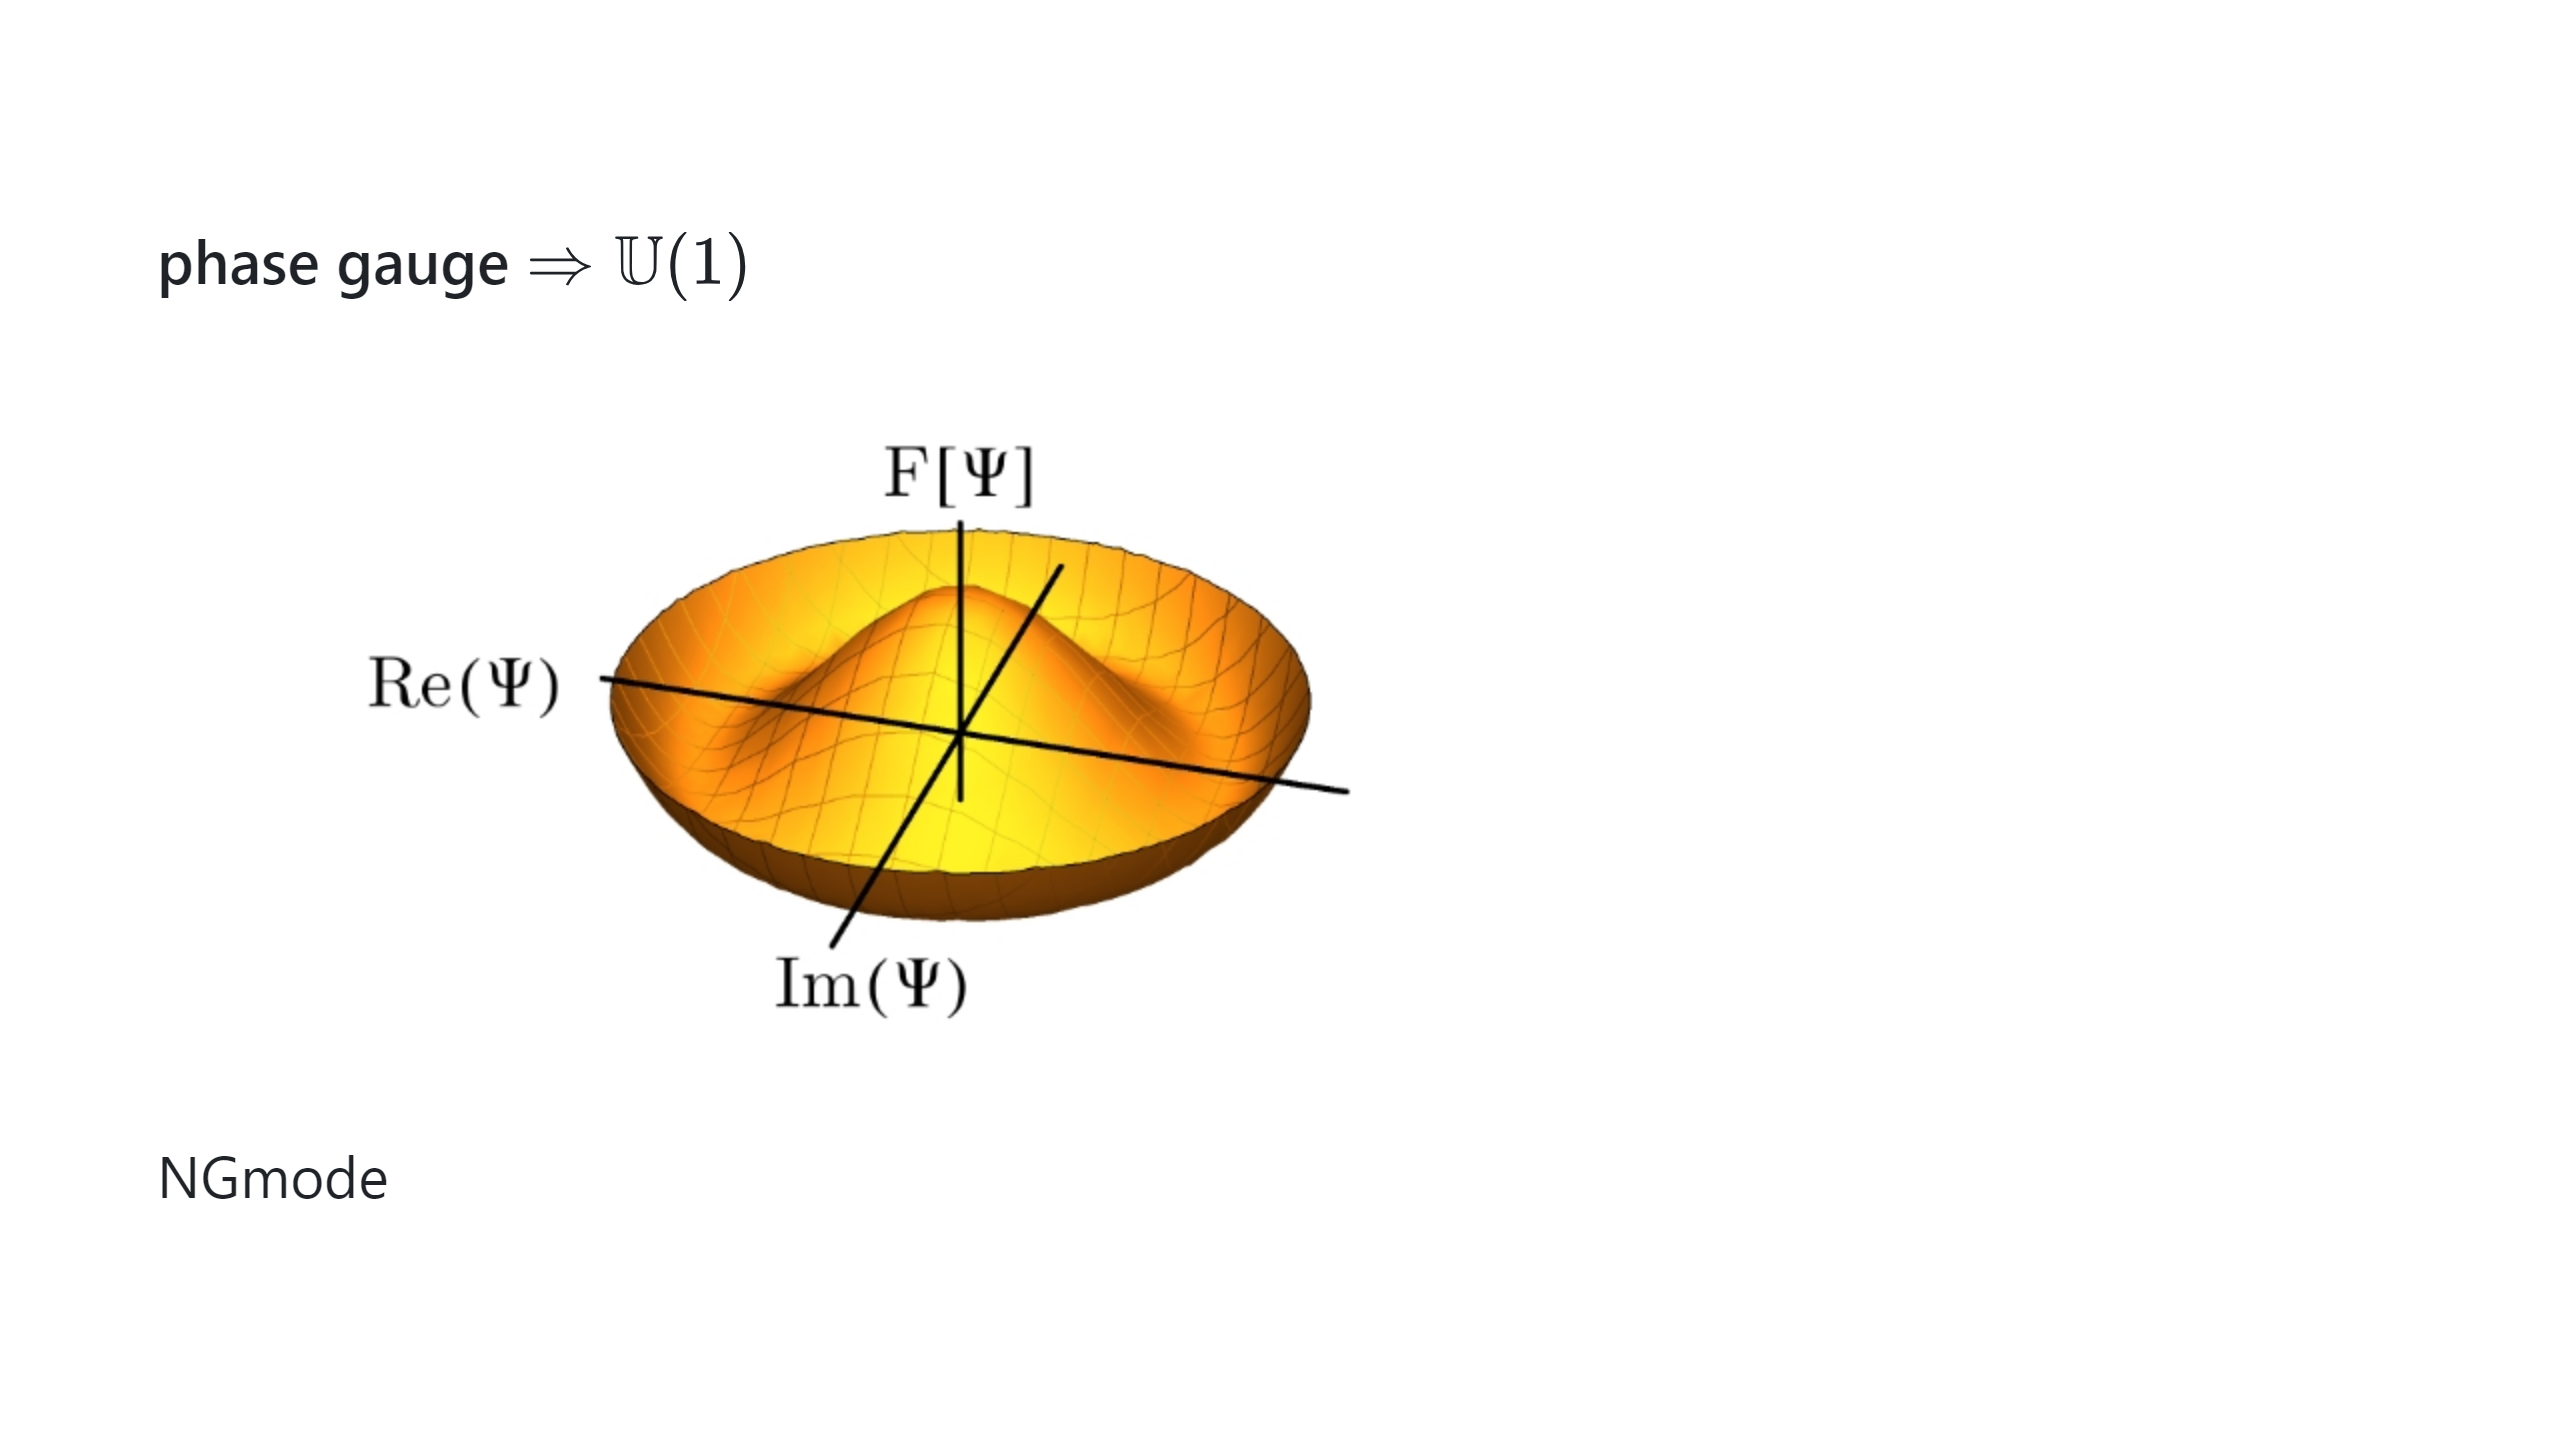 phase gauge ⇒ 𝕌(1)
F[Ψ]
Re(Ψ)
Im(Ψ)
NGmode